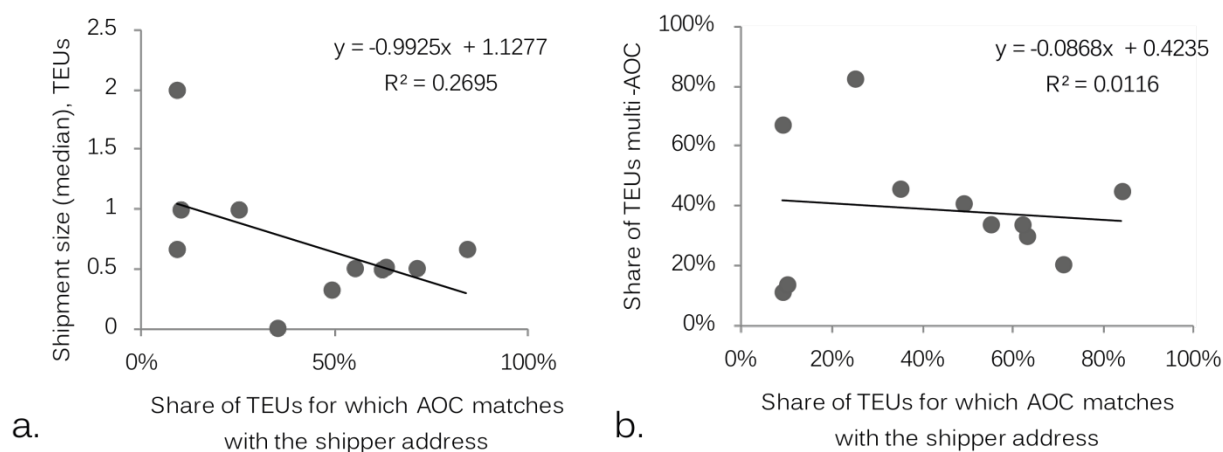 Shipment size (median), TEUs
2.5
2
1.5
1
0.5
0
y = -0.9925x + 1.1277
R² = 0.2695
0%
50%
100%
Share of TEUs for which AOC matches
with the shipper address
a.
Share of TEUs multi-AOC
100%
80%
60%
40%
20%
0%
y = -0.0868x + 0.4235
R² = 0.0116
0%
20%
40%
60%
80%
100%
Share of TEUs for which AOC matches
with the shipper address
b.